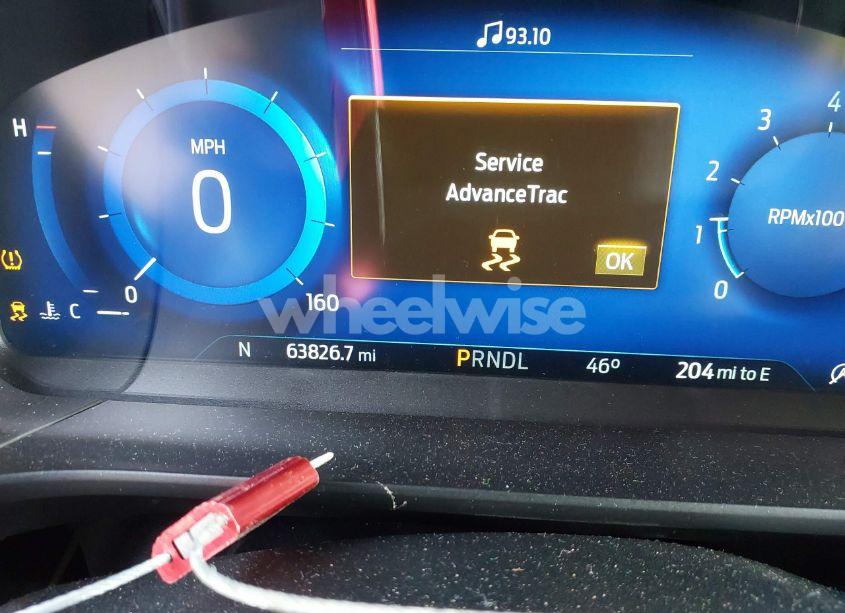 93.10
H
MPH
0
Service
AdvanceTrac
OK
4
3
2
1
0
RPMx100
C
0
160
wheelwise
N
63826.7 mi
PRNDL
46°
204 mi to E